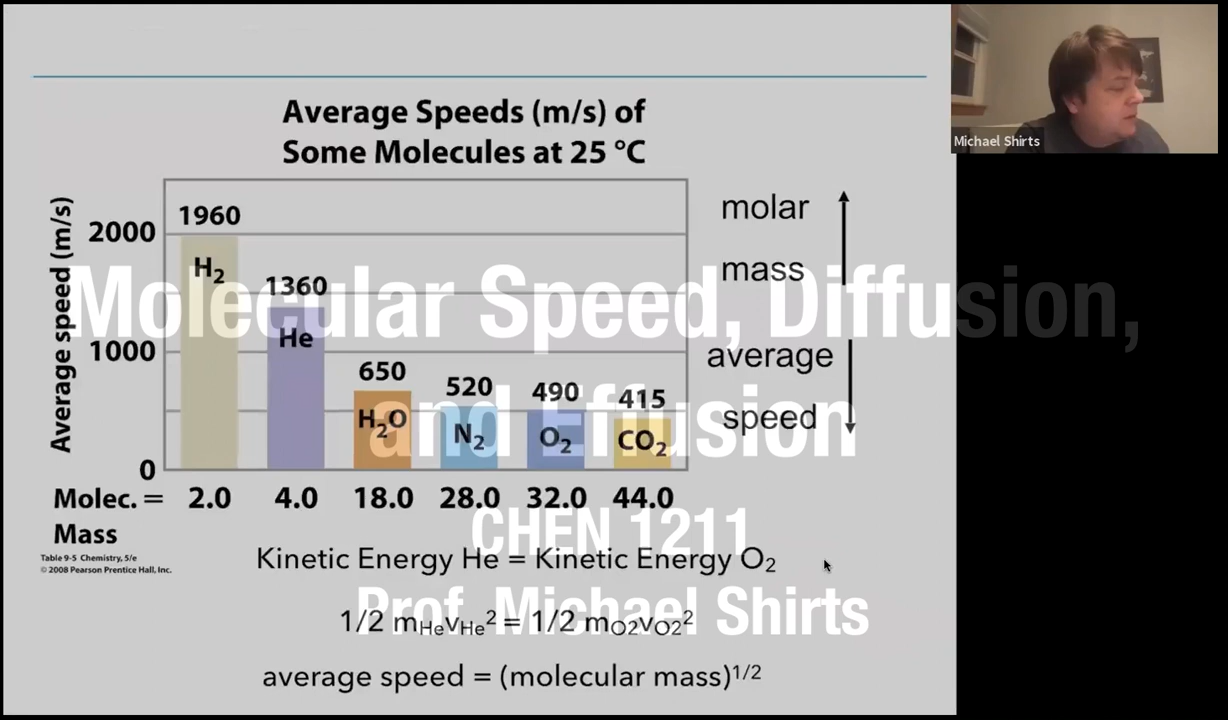 Average Speeds (m/s) of
Some Molecules at 25 °C
Average speed (m/s)
2000
1000
0
1960
H₂
1360
He
650
H₂O
520
N₂
490
O₂
415
CO₂
Molec. = 2.0 4.0 18.0 28.0 32.0 44.0
Mass
Table 9-5 Chemistry, 5/e
© 2008 Pearson Prentice Hall, Inc.
molar
mass
average
speed
Kinetic Energy He = Kinetic Energy O₂
1/2 mHevHe² = 1/2 mO2vO2²
average speed = (molecular mass)¹/²
Molecular Speed, Diffusion,
and Effusion
CHEN 1211
Prof. Michael Shirts
Michael Shirts